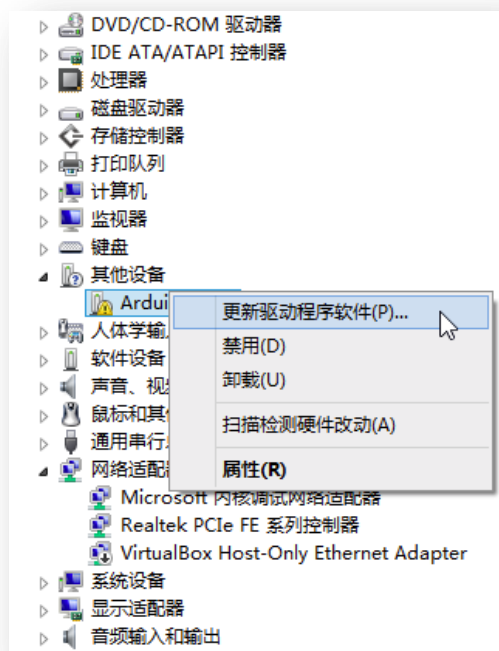 DVD/CD-ROM 驱动器
IDE ATA/ATAPI 控制器
处理器
磁盘驱动器
存储控制器
打印队列
计算机
监视器
键盘
其他设备
Ardui
更新驱动程序软件(P)...
人体学输
禁用(D)
软件设备
卸载(U)
声音、视
鼠标和其
扫描检测硬件改动(A)
通用串行
网络适配
属性(R)
Microsoft 内核调试网络适配器
Realtek PCIe FE 系列控制器
VirtualBox Host-Only Ethernet Adapter
系统设备
显示适配器
音频输入和输出